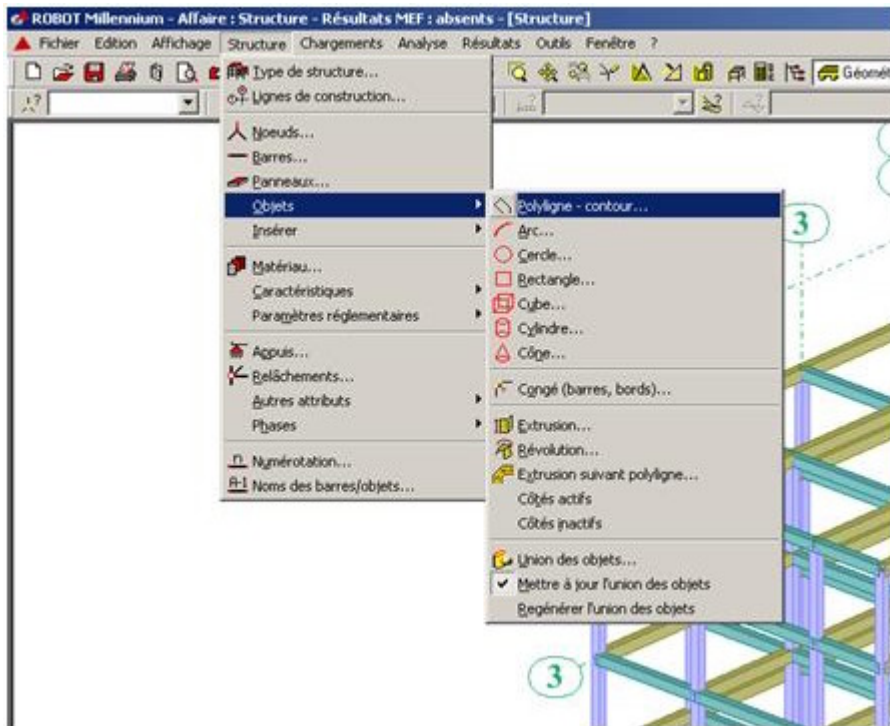 ROBOT Millennium - Affaire : Structure - Résultats MEF : absents - [Structure]
Fichier Edition Affichage Structure Chargements Analyse Résultats Outils Fenêtre ?
Géomét
Type de structure...
Lignes de construction...
Noeuds...
Barres...
Panneaux...
Objets
Insérer
Matériau...
Caractéristiques
Paramètres réglementaires
Appuis...
Relâchements...
Autres attributs
Phases
Numérotation...
Noms des barres/objets...
Polyligne - contour...
Arc...
Cercle...
Rectangle...
Cube...
Cylindre...
Cône...
Congé (barres, bords)...
Extrusion...
Révolution...
Extrusion suivant polyligne...
Côtés actifs
Côtés inactifs
Union des objets...
Mettre à jour l'union des objets
Regénérer l'union des objets
3
3